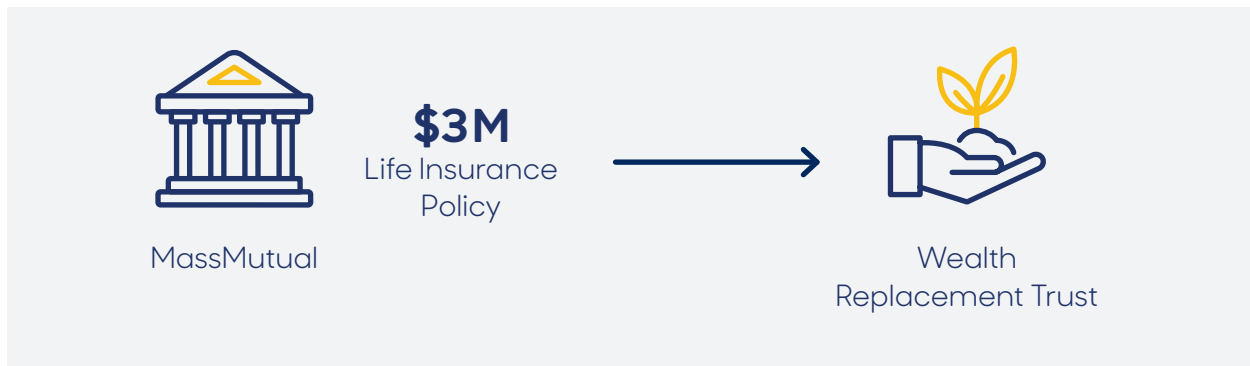 $3M
Life Insurance
Policy
MassMutual
Wealth
Replacement Trust